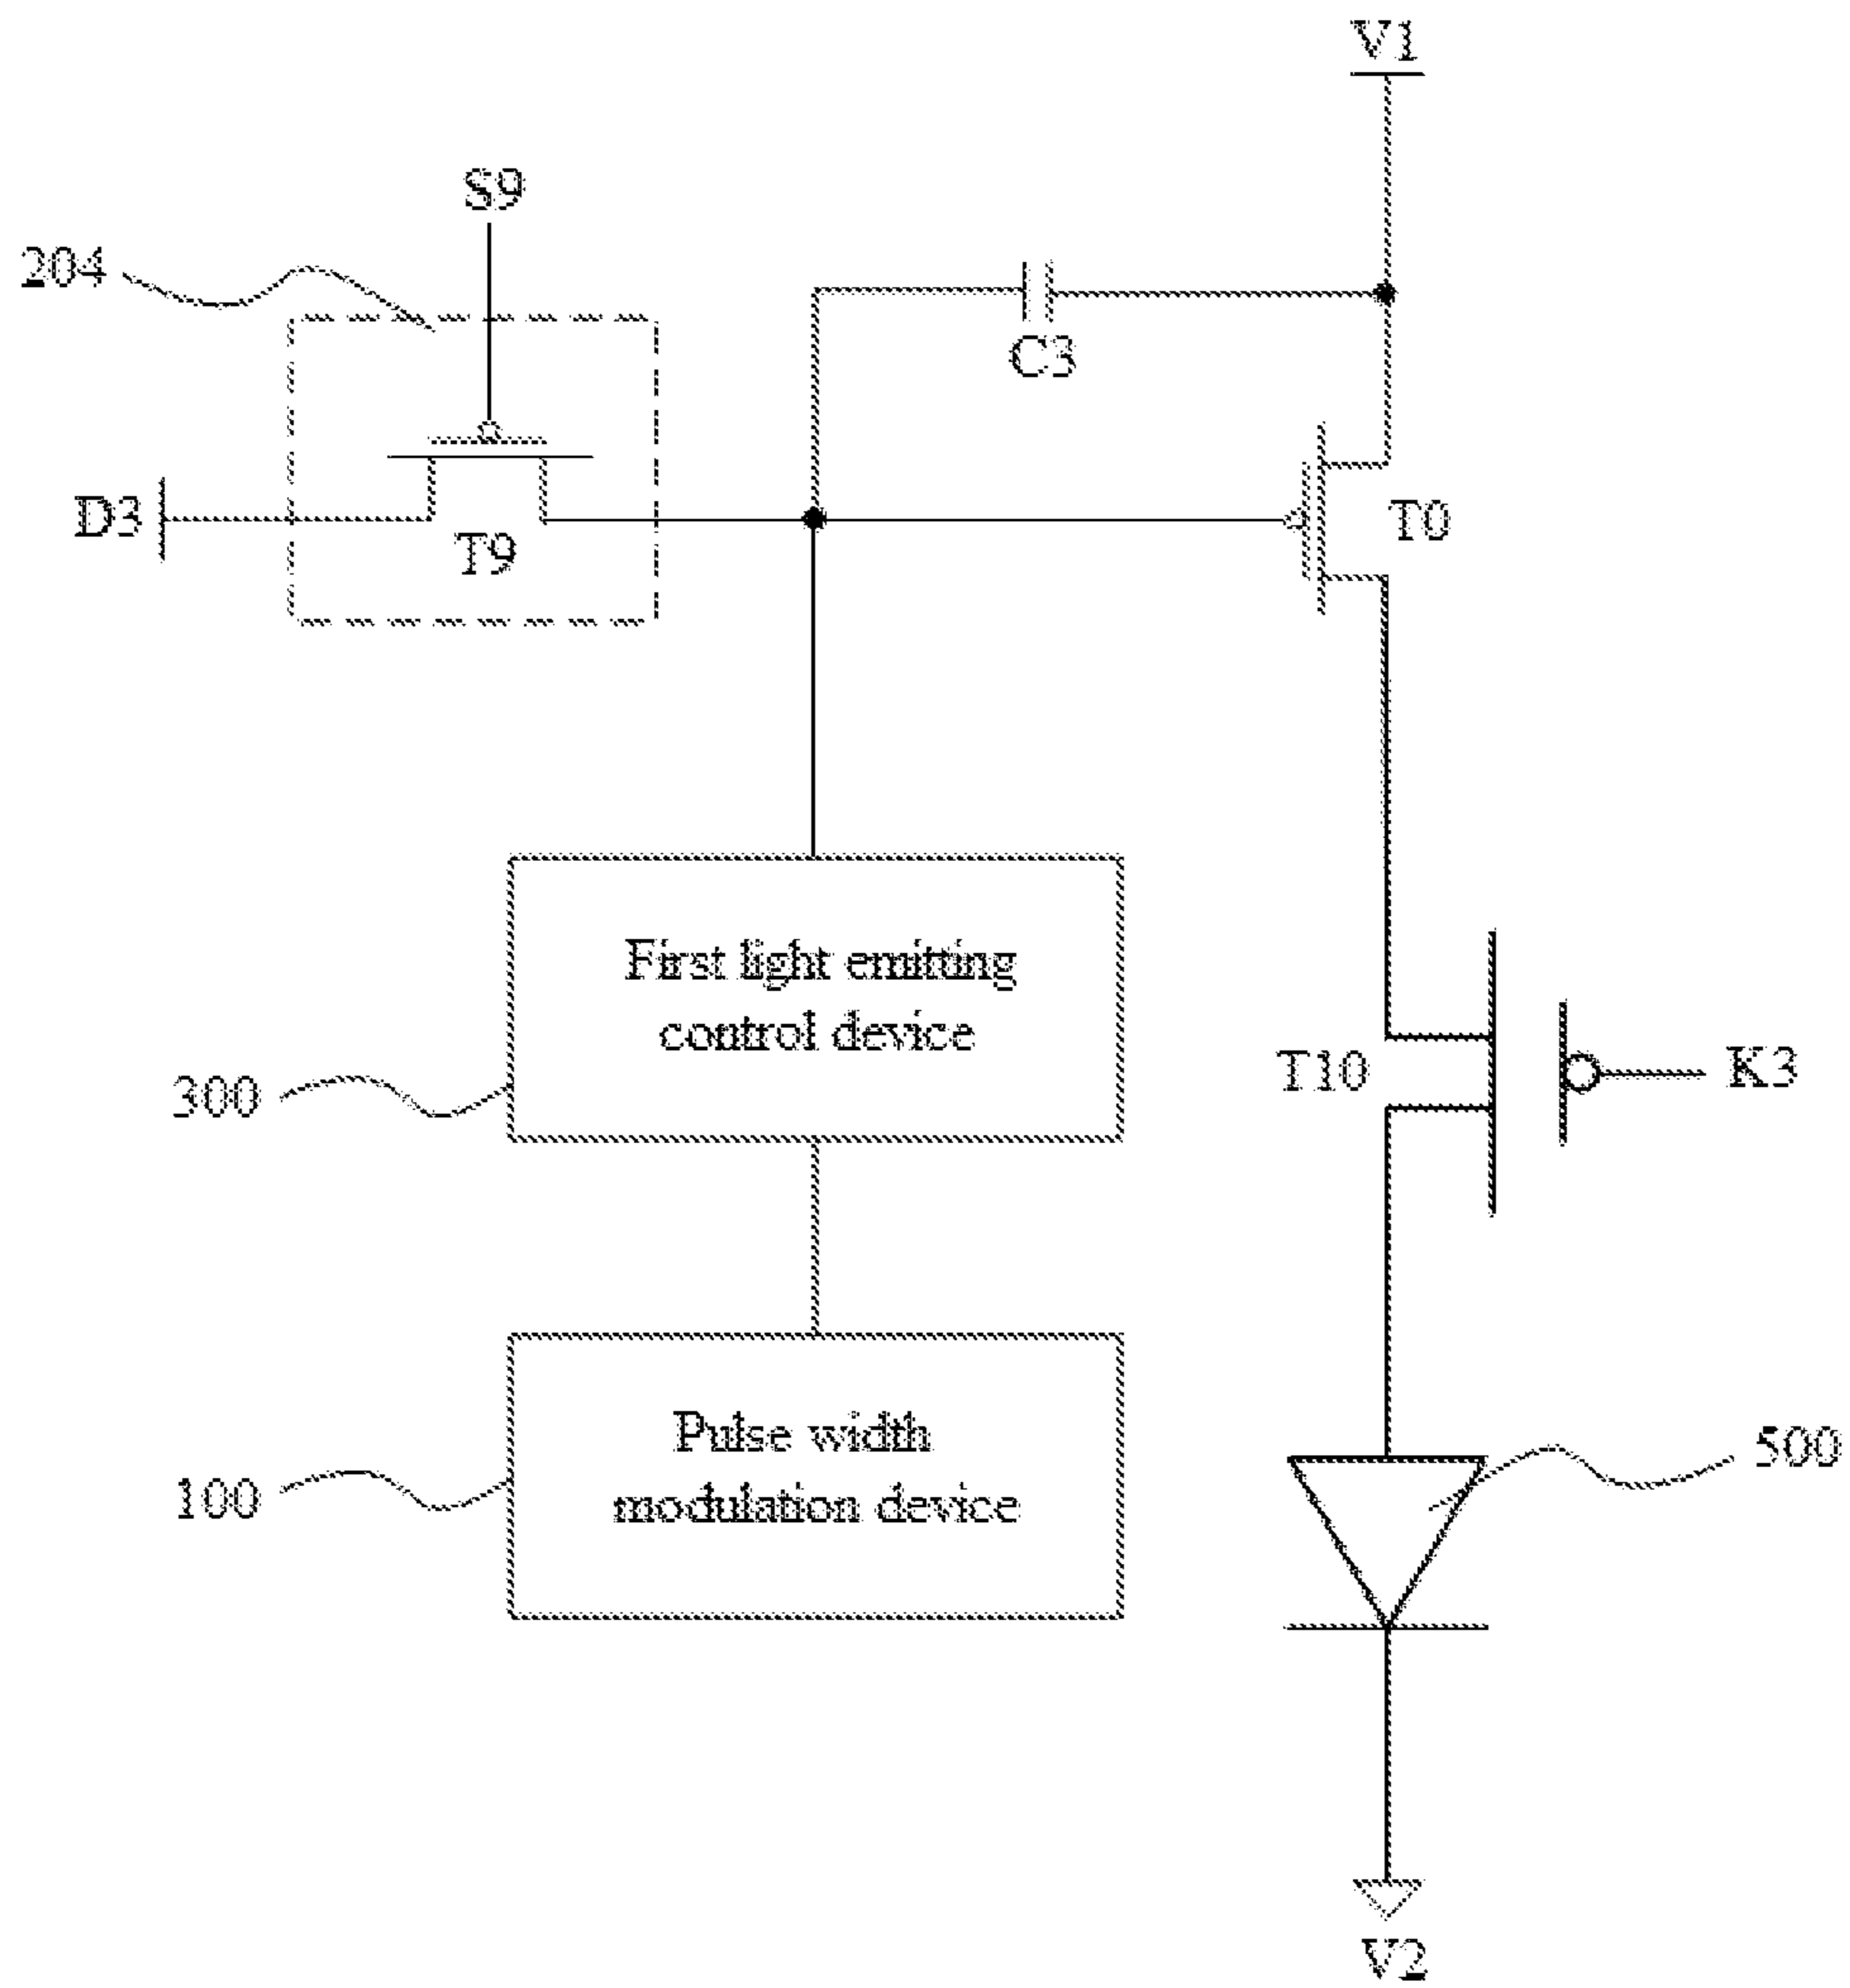 V1
S9
204
C3
D3
T9
T0
First light emitting
control device
300
T10
K3
Pulse width
modulation device
100
500
V2